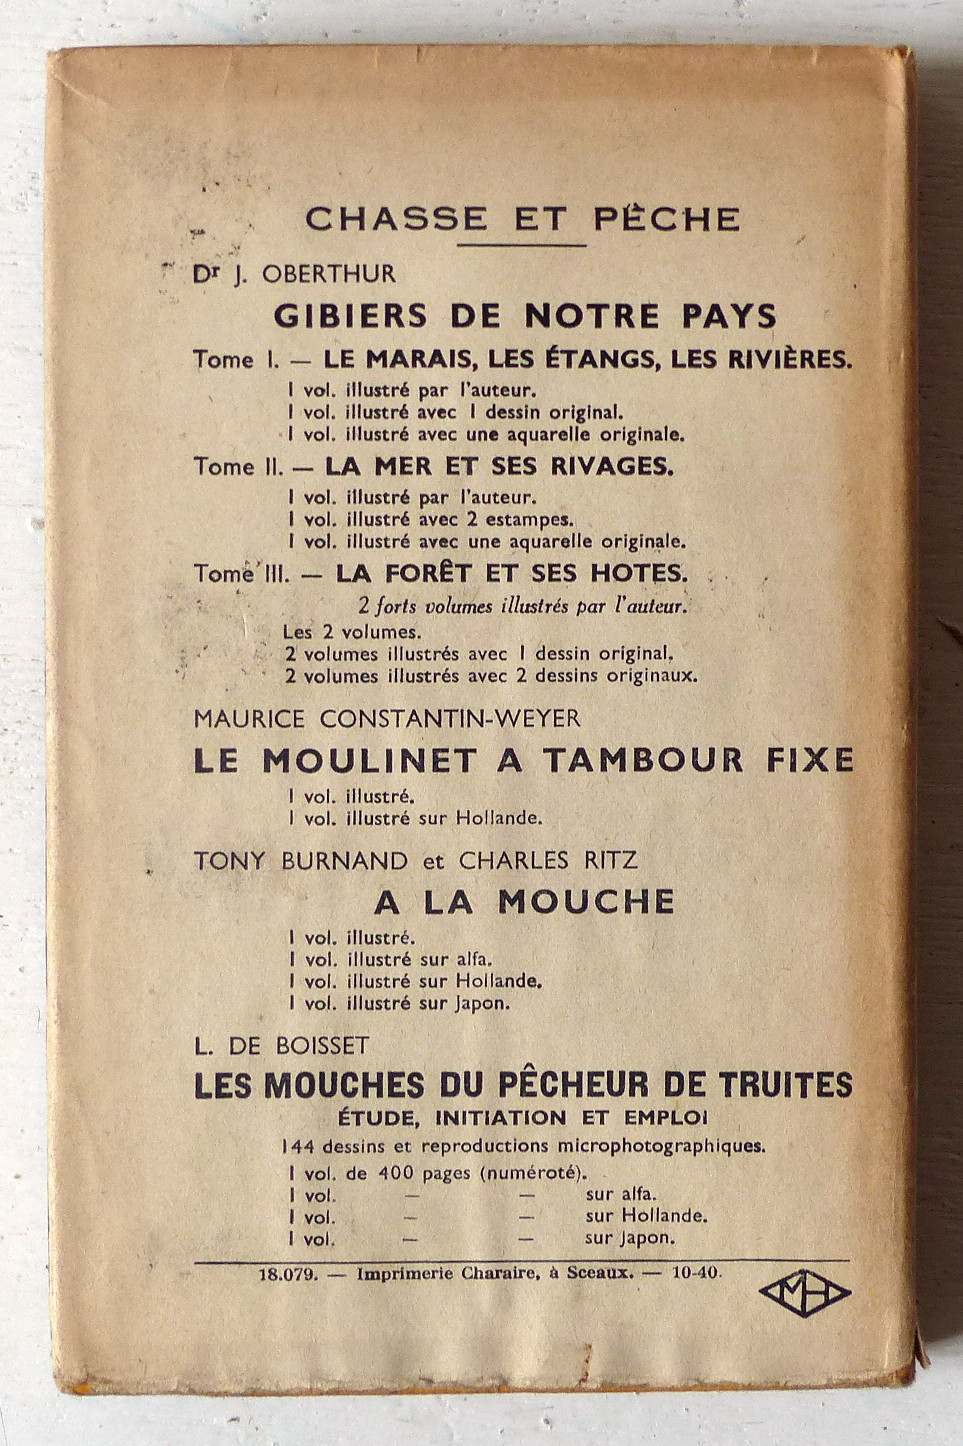 CHASSE ET PÊCHE
Dr J. OBERTHUR
GIBIERS DE NOTRE PAYS
Tome I. — LE MARAIS, LES ÉTANGS, LES RIVIÈRES.
1 vol. illustré par l'auteur.
1 vol. illustré avec 1 dessin original.
1 vol. illustré avec une aquarelle originale.
Tome II. — LA MER ET SES RIVAGES.
1 vol. illustré par l'auteur.
1 vol. illustré avec 2 estampes.
1 vol. illustré avec une aquarelle originale.
Tome III. — LA FORÊT ET SES HOTES.
2 forts volumes illustrés par l'auteur.
Les 2 volumes.
2 volumes illustrés avec 1 dessin original.
2 volumes illustrés avec 2 dessins originaux.
MAURICE CONSTANTIN-WEYER
LE MOULINET A TAMBOUR FIXE
1 vol. illustré.
1 vol. illustré sur Hollande.
TONY BURNAND et CHARLES RITZ
A LA MOUCHE
1 vol. illustré.
1 vol. illustré sur alfa.
1 vol. illustré sur Hollande.
1 vol. illustré sur Japon.
L. DE BOISSET
LES MOUCHES DU PÊCHEUR DE TRUITES
ÉTUDE, INITIATION ET EMPLOI
144 dessins et reproductions microphotographiques.
1 vol. de 400 pages (numéroté).
1 vol. — — sur alfa.
1 vol. — — sur Hollande.
1 vol. — — sur Japon.
18.079. — Imprimerie Charaire, à Sceaux. — 10-40.
MH